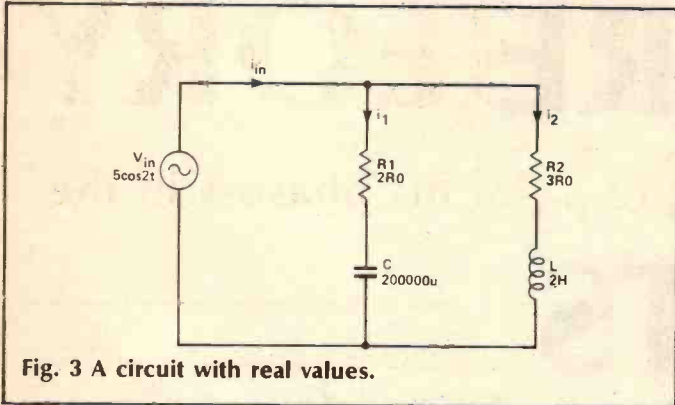 i_in
i_1
i_2
V_in
5cos2t
R1
2R0
R2
3R0
C
200000u
L
2H
Fig. 3 A circuit with real values.